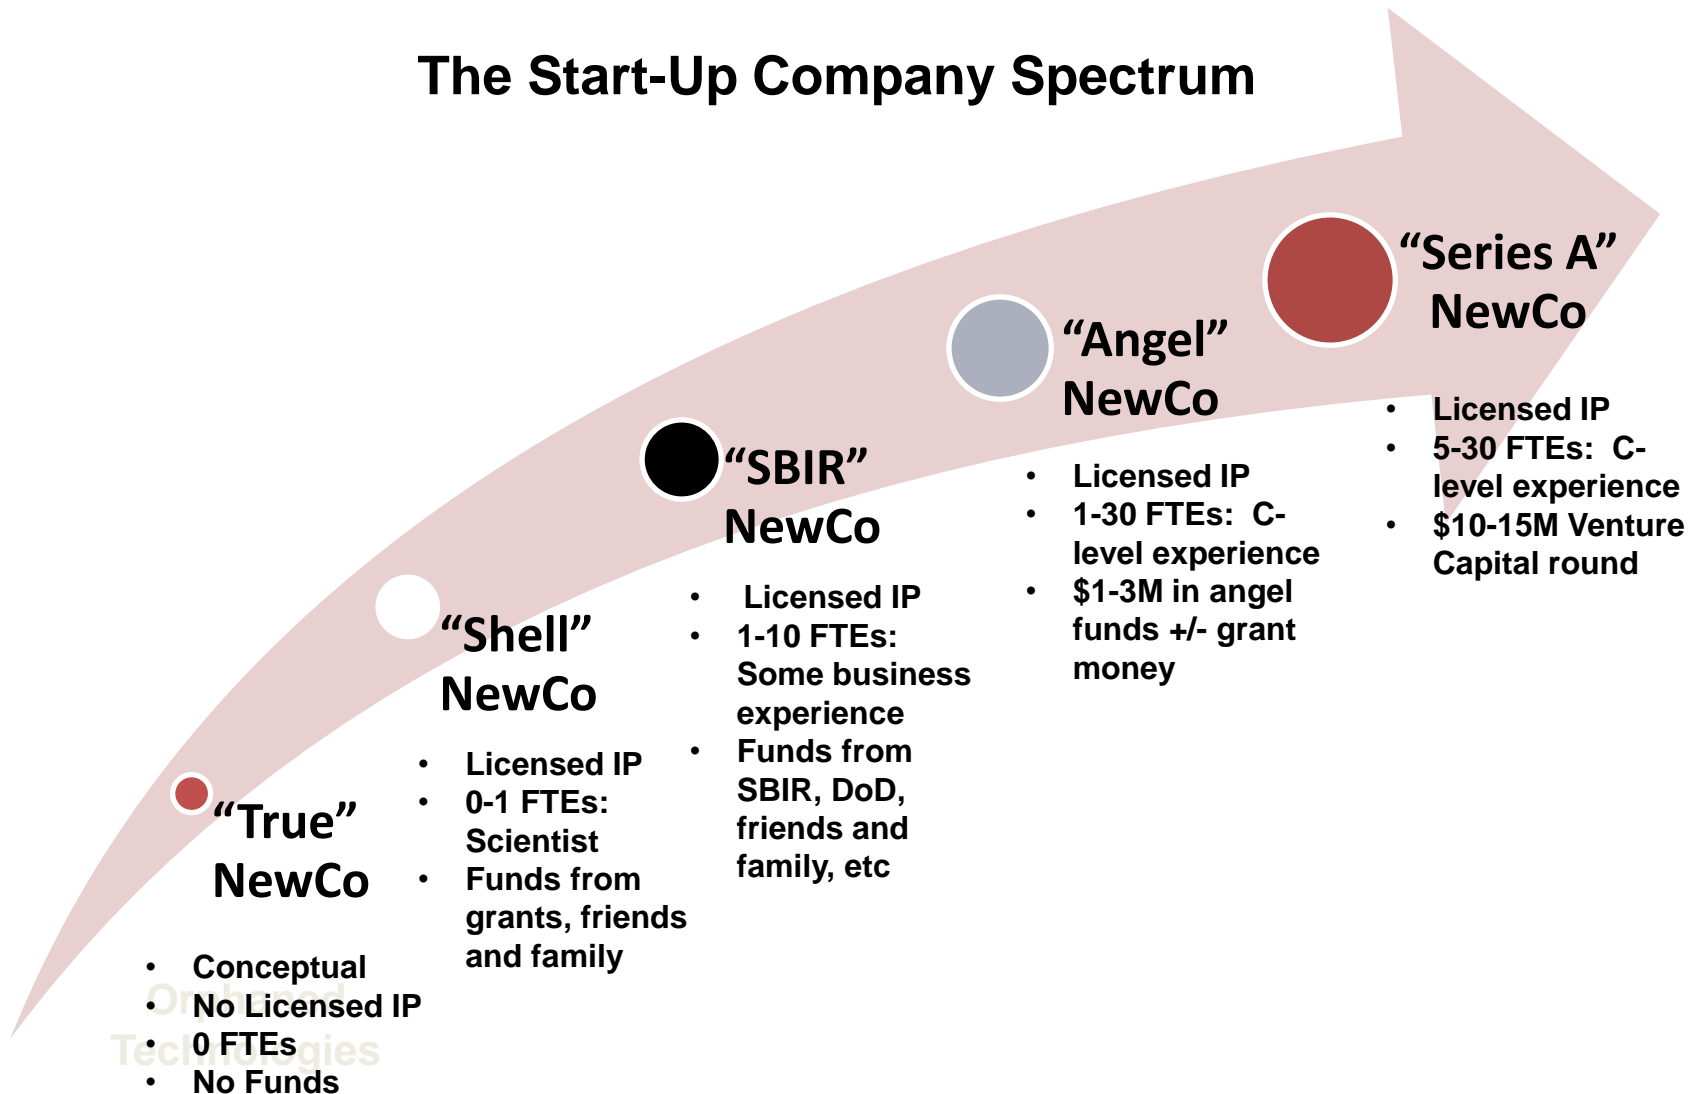 The Start-Up Company Spectrum
“True”
NewCo
• Conceptual
• No Licensed IP
• 0 FTEs
• No Funds
Orphaned
Technologies
“Shell”
NewCo
• Licensed IP
• 0-1 FTEs:
Scientist
• Funds from
grants, friends
and family
“SBIR”
NewCo
• Licensed IP
• 1-10 FTEs:
Some business
experience
• Funds from
SBIR, DoD,
friends and
family, etc
“Angel”
NewCo
• Licensed IP
• 1-30 FTEs: C-
level experience
• $1-3M in angel
funds +/- grant
money
“Series A”
NewCo
• Licensed IP
• 5-30 FTEs: C-
level experience
• $10-15M Venture
Capital round